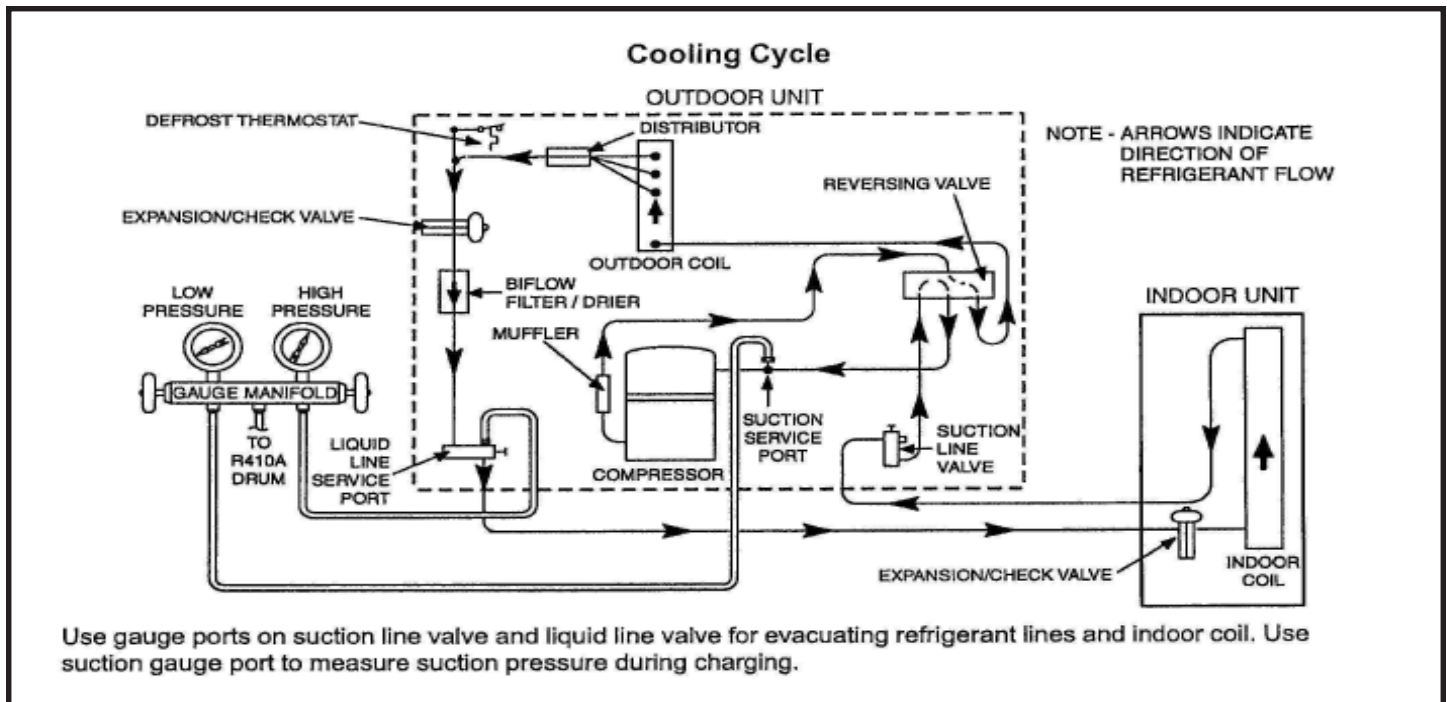 Cooling Cycle
OUTDOOR UNIT
DEFROST THERMOSTAT
DISTRIBUTOR
NOTE - ARROWS INDICATE
DIRECTION OF
REFRIGERANT FLOW
REVERSING VALVE
EXPANSION/CHECK VALVE
OUTDOOR COIL
BIFLOW
FILTER / DRIER
LOW
PRESSURE
HIGH
PRESSURE
INDOOR UNIT
MUFFLER
GAUGE MANIFOLD
TO
R410A
DRUM
LIQUID
LINE
SERVICE
PORT
COMPRESSOR
SUCTION
SERVICE
PORT
SUCTION
LINE
VALVE
EXPANSION/CHECK VALVE
INDOOR
COIL
Use gauge ports on suction line valve and liquid line valve for evacuating refrigerant lines and indoor coil. Use
suction gauge port to measure suction pressure during charging.